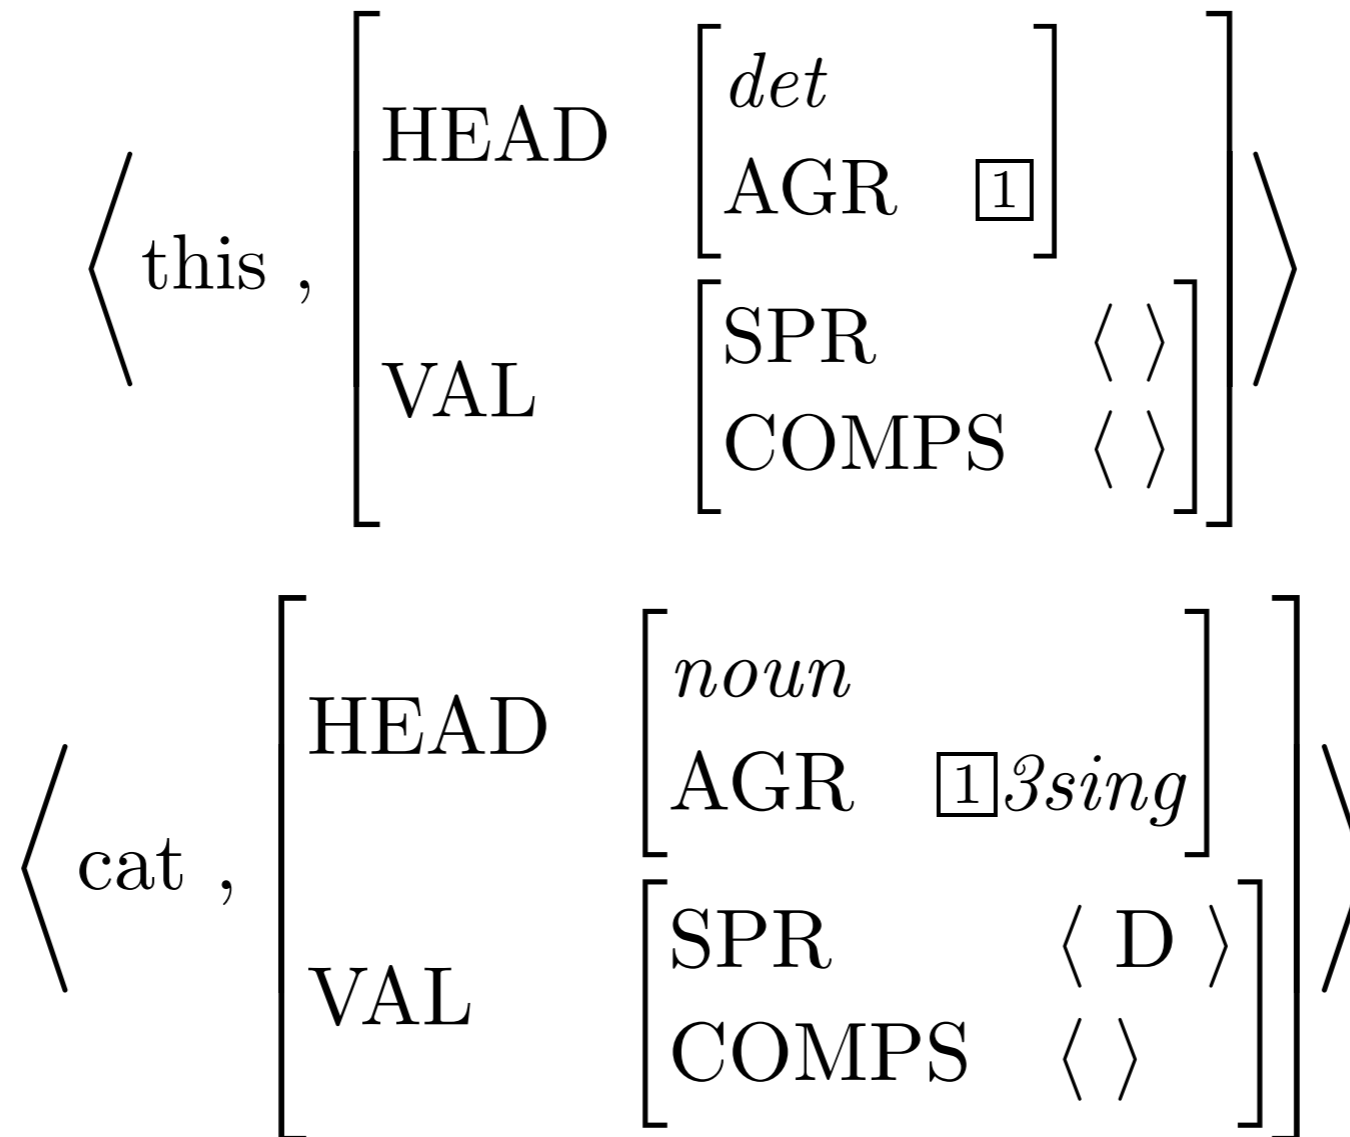 det
HEAD
AGR 1
⟨ this , ⟩
SPR ⟨ ⟩
VAL
COMPS ⟨ ⟩
noun
HEAD
AGR 1 3sing
⟨ cat , ⟩
SPR ⟨ D ⟩
VAL
COMPS ⟨ ⟩